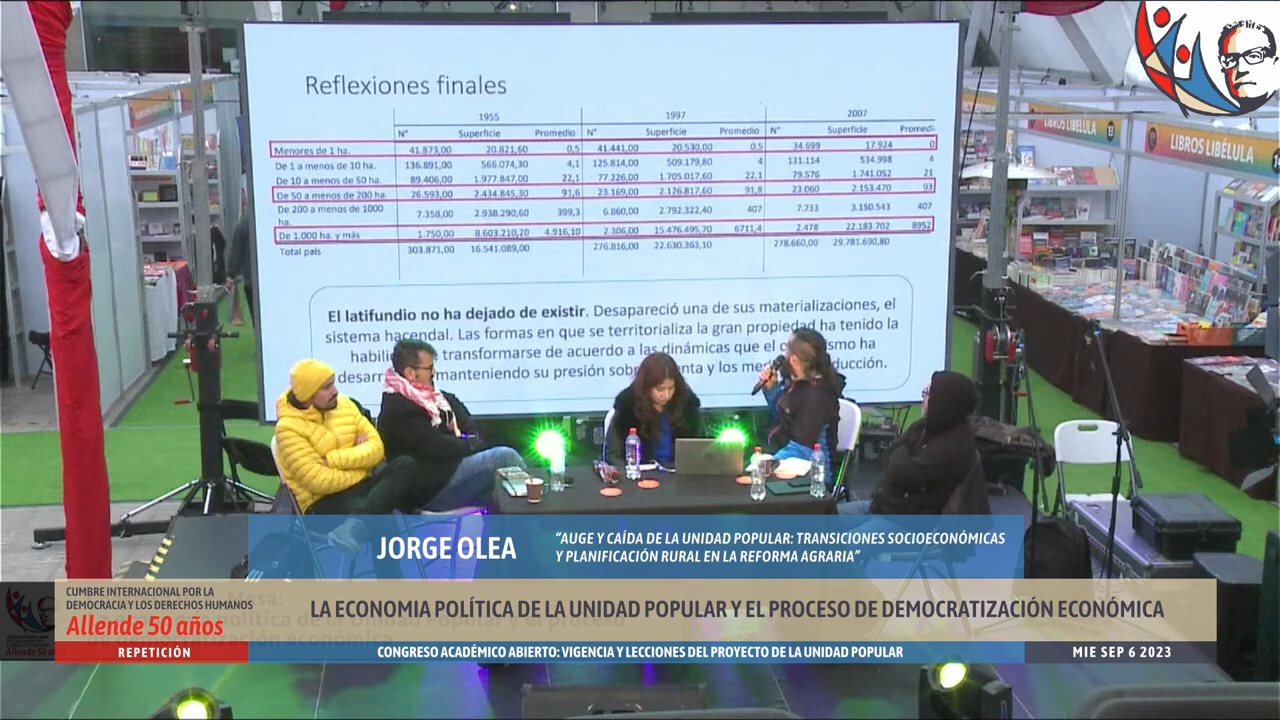 Reflexiones finales
1955 1997 2007
N° Superficie Promedio N° Superficie Promedio N° Superficie Promedi
Menores de 1 ha. 41.873,00 20.821,60 0,5 41.441,00 20.530,00 0,5 34.699 17.924 0
De 1 a menos de 10 ha. 136.891,00 566.074,30 4,1 125.814,00 509.179,80 4 131.114 534.998 4
De 10 a menos de 50 ha. 89.406,00 1.977.847,00 22,1 77.226,00 1.705.017,60 22,1 79.576 1.741.052 21
De 50 a menos de 200 ha. 26.593,00 2.434.845,30 91,6 23.169,00 2.126.817,60 91,8 23.060 2.153.470 93
De 200 a menos de 1000 ha. 7.358,00 2.938.290,60 399,3 6.860,00 2.792.322,40 407 7.733 3.150.543 407
De 1.000 ha. y más 1.750,00 8.603.210,20 4.916,10 2.306,00 15.476.495,70 6711,4 2.478 22.183.702 8952
Total país 303.871,00 16.541.089,00 276.816,00 22.630.363,10 278.660,00 29.781.690,80
El latifundio no ha dejado de existir. Desapareció una de sus materializaciones, el
sistema hacendal. Las formas en que se territorializa la gran propiedad ha tenido la
transformarse de acuerdo a las dinámicas que el ha
manteniendo su presión y los
LIBROS LIBÉLULA
LIBROS LIBÉLULA
JORGE OLEA
“AUGE Y CAÍDA DE LA UNIDAD POPULAR: TRANSICIONES SOCIOECONÓMICAS
Y PLANIFICACIÓN RURAL EN LA REFORMA AGRARIA”
CUMBRE INTERNACIONAL POR LA
DEMOCRACIA Y LOS DERECHOS HUMANOS
Allende 50 años
LA ECONOMIA POLÍTICA DE LA UNIDAD POPULAR Y EL PROCESO DE DEMOCRATIZACIÓN ECONÓMICA
REPETICIÓN
CONGRESO ACADÉMICO ABIERTO: VIGENCIA Y LECCIONES DEL PROYECTO DE LA UNIDAD POPULAR
MIE SEP 6 2023